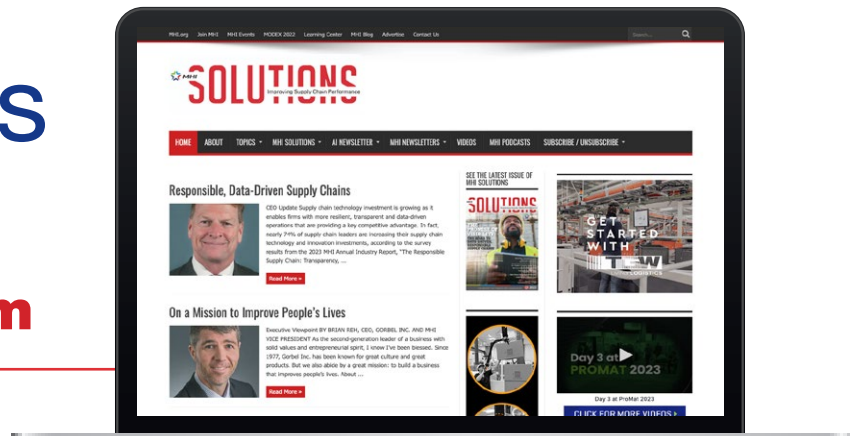 s
m
MHI.org Join MHI MHI Events MODEX 2022 Learning Center MHI Blog Advertise Contact Us Search...
MHI
SOLUTIONS
Improving Supply Chain Performance
HOME ABOUT TOPICS MHI SOLUTIONS AI NEWSLETTER MHI NEWSLETTERS VIDEOS MHI PODCASTS SUBSCRIBE / UNSUBSCRIBE
Responsible, Data-Driven Supply Chains
CEO Update Supply chain technology investment is growing as it
enables firms with more resilient, transparent and data-driven
operations that are providing a key competitive advantage. In fact,
nearly 74% of supply chain leaders are increasing their supply chain
technology and innovation investments, according to the survey
results from the 2023 MHI Annual Industry Report, "The Responsible
Supply Chain: Transparency, ...
Read More »
On a Mission to Improve People's Lives
Executive Viewpoint BY BRIAN REH, CEO, GORBEL INC. AND MHI
VICE PRESIDENT As the second-generation leader of a business with
solid values and entrepreneurial spirit, I know I've been blessed. Since
1977, Gorbel Inc. has been known for great culture and great
products. But we also abide by a great mission: to build a business
that improves people's lives. About ...
Read More »
SEE THE LATEST ISSUE OF
MHI SOLUTIONS
SOLUTIONS
GET
STARTED
WITH
TGW
LOGISTICS
Day 3 at
PROMAT 2023
Day 3 at ProMat 2023
CLICK FOR MORE VIDEOS